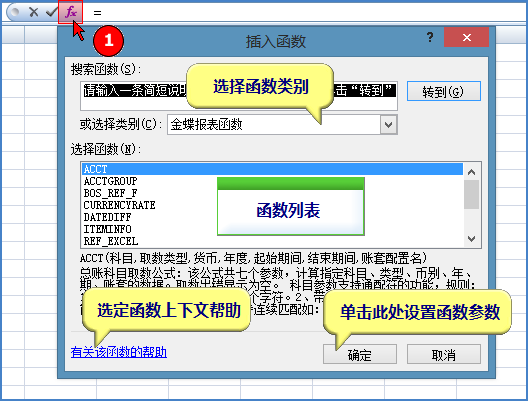 fx =
1
插入函数
? ×
搜索函数(S):
请输入一条简短说明
击“转到”
转到(G)
选择函数类别
或选择类别(C): 金蝶报表函数
选择函数(N):
ACCT
ACCTGROUP
BOS_REF_F
CURRENCYRATE
DATEDIFF
ITEMINFO
REF_EXCEL
函数列表
ACCT(科目,取数类型,货币,年度,起始期间,结束期间,账套配置名)
总账科目取数公式：该公式共七个参数，计算指定科目、类型、币别、年、
期、账套的数据。取数出错显示为空。 科目参数支持通配符的功能，规则：
个字符。2、带
持连续匹配如：
选定函数上下文帮助
单击此处设置函数参数
有关该函数的帮助
确定
取消